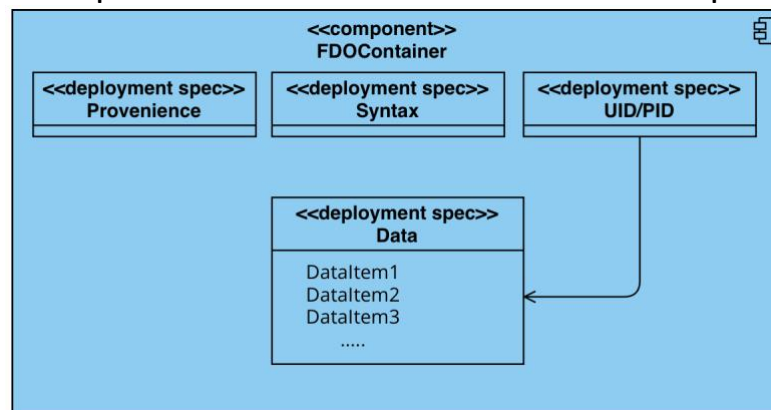 <<component>>
FDOContainer
<<deployment spec>>
Provenience
<<deployment spec>>
Syntax
<<deployment spec>>
UID/PID
<<deployment spec>>
Data
DataItem1
DataItem2
DataItem3
.....